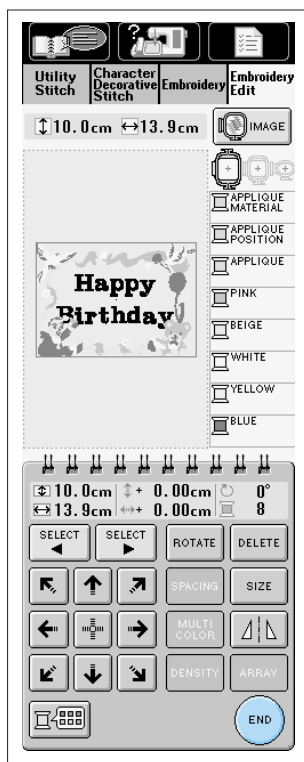 Utility
Stitch
Character
Decorative
Stitch
Embroidery
Embroidery
Edit
10.0cm 13.9cm
IMAGE
APPLIQUE
MATERIAL
APPLIQUE
POSITION
APPLIQUE
PINK
BEIGE
WHITE
YELLOW
BLUE
Happy
Birthday
10.0cm + 0.00cm 0°
13.9cm + 0.00cm 8
SELECT
SELECT
ROTATE
DELETE
SPACING
SIZE
MULTI
COLOR
DENSITY
ARRAY
END